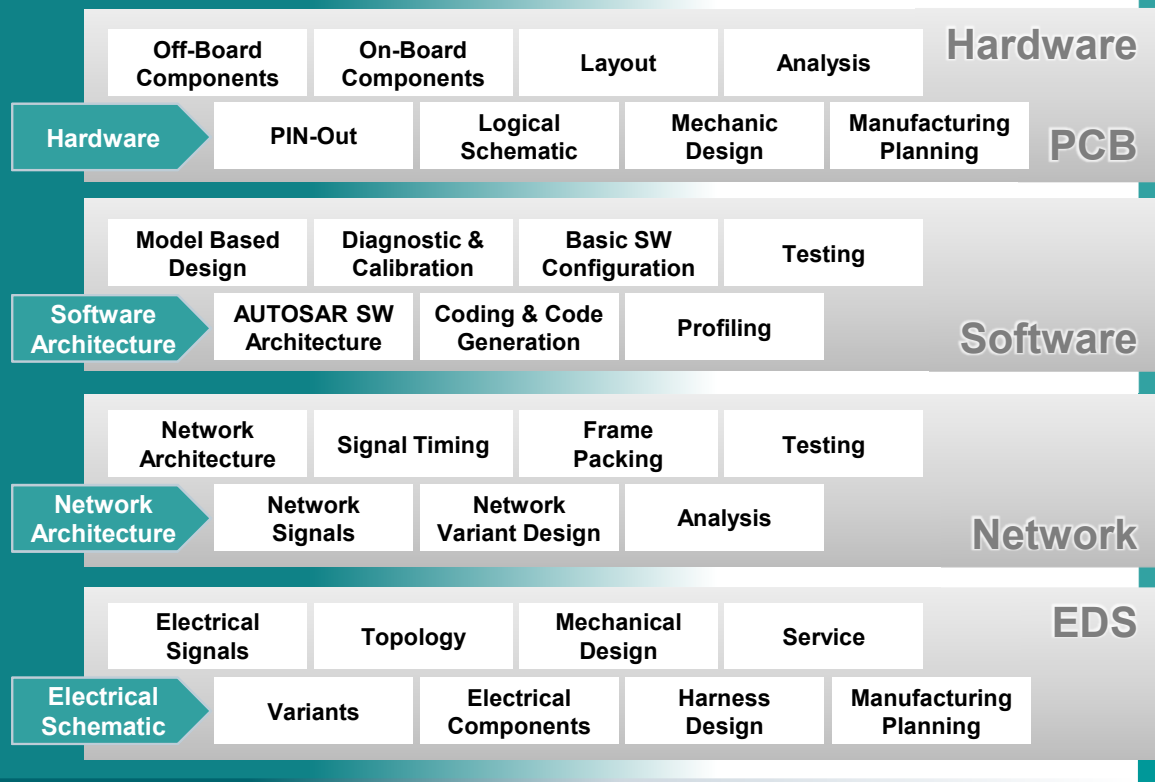 Hardware
Off-Board
Components
On-Board
Components
Layout
Analysis
Hardware
PIN-Out
Logical
Schematic
Mechanic
Design
Manufacturing
Planning
PCB
Model Based
Design
Diagnostic &
Calibration
Basic SW
Configuration
Testing
Software
Architecture
AUTOSAR SW
Architecture
Coding & Code
Generation
Profiling
Software
Network
Architecture
Signal Timing
Frame
Packing
Testing
Network
Architecture
Network
Signals
Network
Variant Design
Analysis
Network
Electrical
Signals
Topology
Mechanical
Design
Service
EDS
Electrical
Schematic
Variants
Electrical
Components
Harness
Design
Manufacturing
Planning